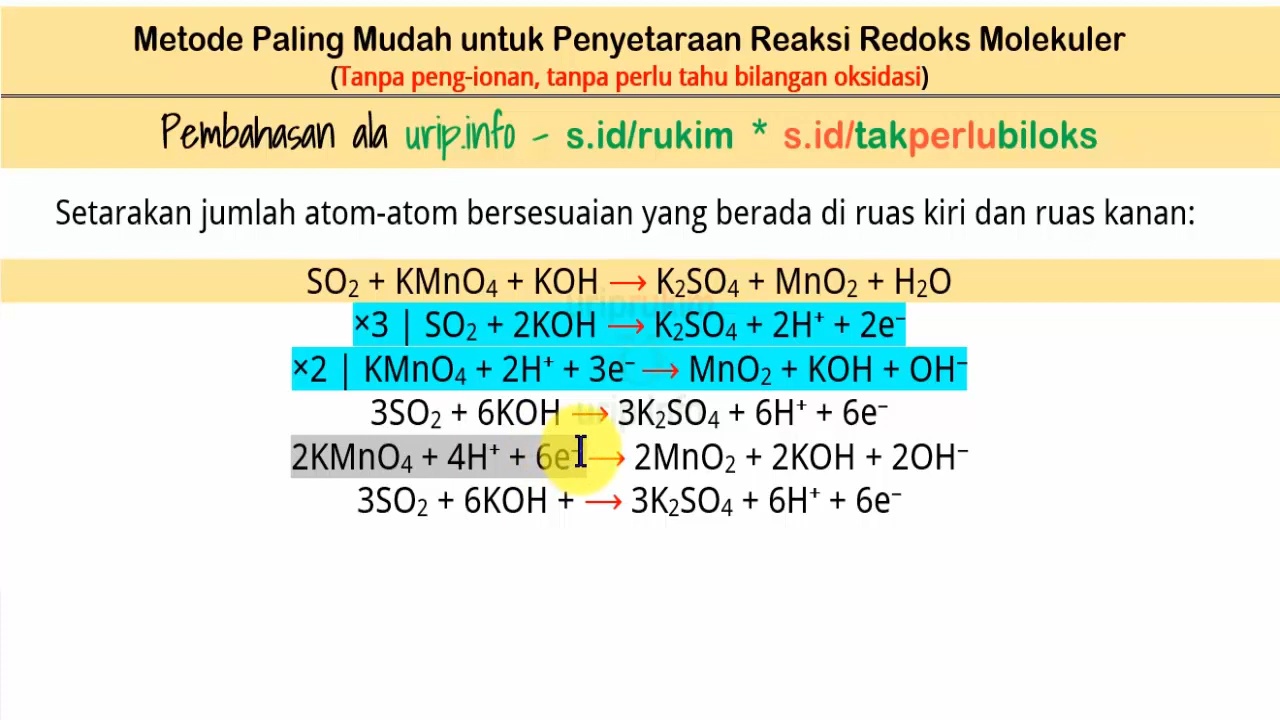 Metode Paling Mudah untuk Penyetaraan Reaksi Redoks Molekuler
(Tanpa peng-ionan, tanpa perlu tahu bilangan oksidasi)
Pembahasan ala urip.info - s.id/rukim * s.id/takperlubiloks
Setarakan jumlah atom-atom bersesuaian yang berada di ruas kiri dan ruas kanan:
SO₂ + KMnO₄ + KOH ⟶ K₂SO₄ + MnO₂ + H₂O
×3 | SO₂ + 2KOH ⟶ K₂SO₄ + 2H⁺ + 2e⁻
×2 | KMnO₄ + 2H⁺ + 3e⁻ ⟶ MnO₂ + KOH + OH⁻
3SO₂ + 6KOH ⟶ 3K₂SO₄ + 6H⁺ + 6e⁻
2KMnO₄ + 4H⁺ + 6e⁻ ⟶ 2MnO₂ + 2KOH + 2OH⁻
3SO₂ + 6KOH + ⟶ 3K₂SO₄ + 6H⁺ + 6e⁻